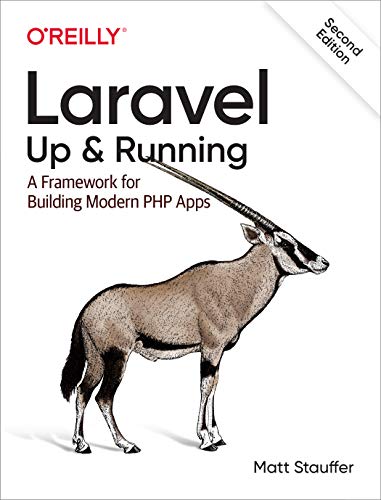 O'REILLY®
Second
Edition
Laravel
Up & Running
A Framework for
Building Modern PHP Apps
Matt Stauffer